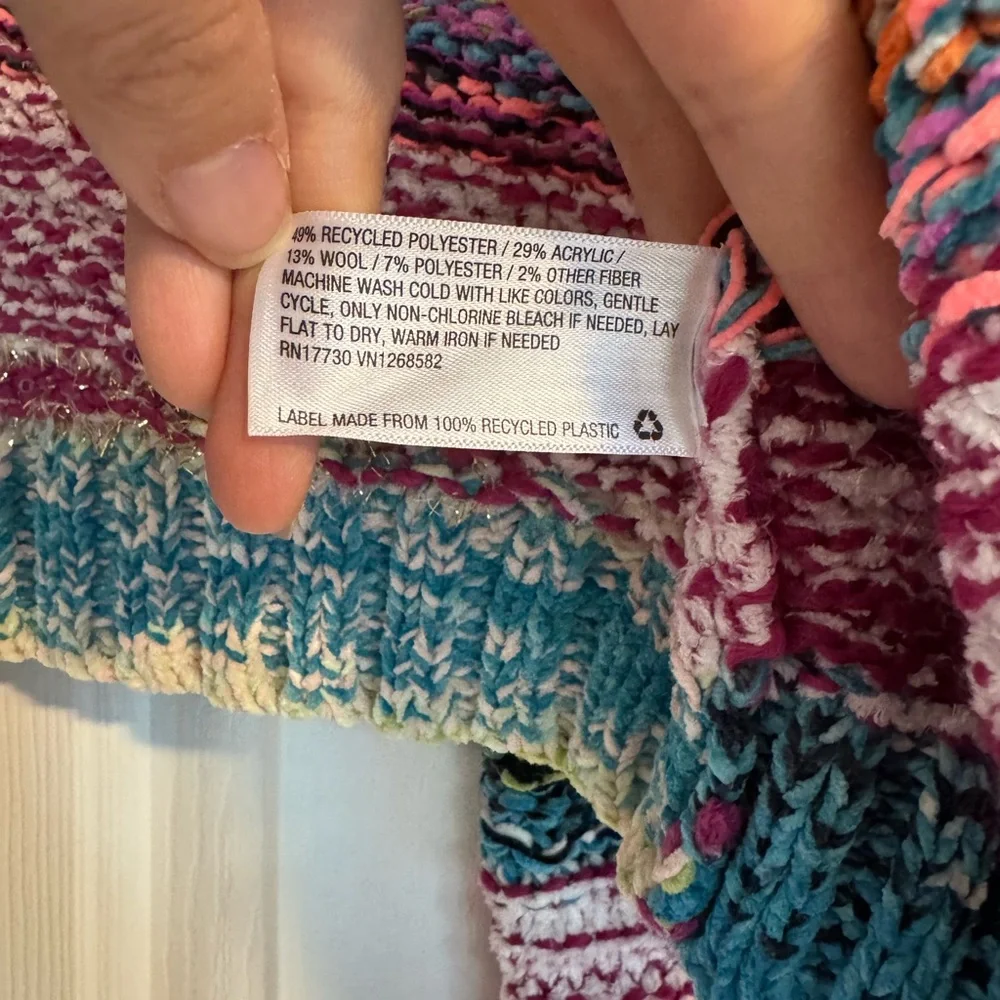 49% RECYCLED POLYESTER / 29% ACRYLIC /
13% WOOL / 7% POLYESTER / 2% OTHER FIBER
MACHINE WASH COLD WITH LIKE COLORS, GENTLE
CYCLE, ONLY NON-CHLORINE BLEACH IF NEEDED, LAY
FLAT TO DRY, WARM IRON IF NEEDED
RN17730 VN1268582
LABEL MADE FROM 100% RECYCLED PLASTIC